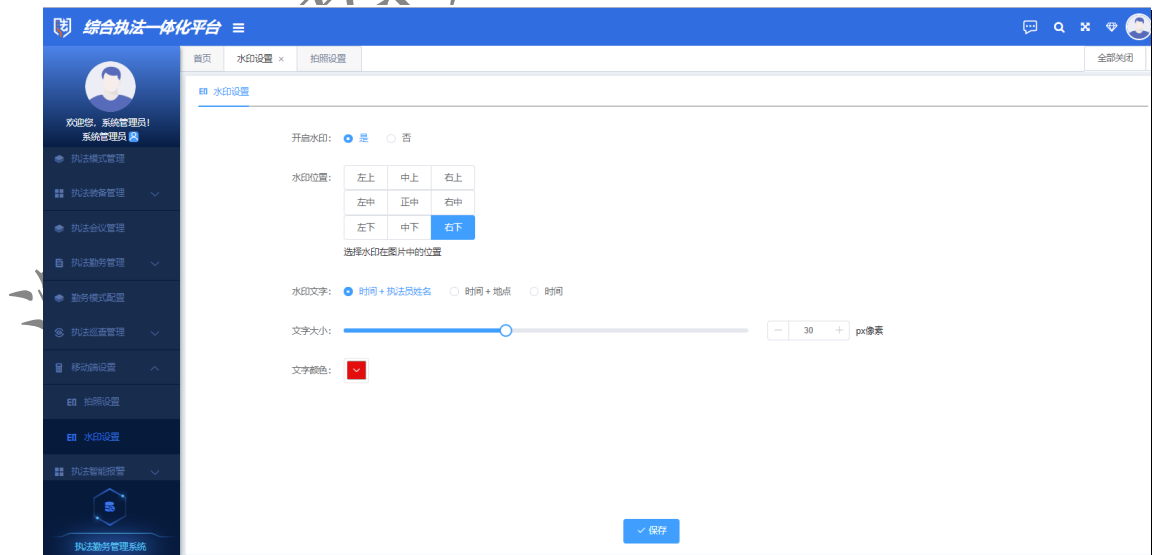 综合执法一体化平台
首页 水印设置 × 拍照设置 全部关闭
水印设置
欢迎您，系统管理员！
系统管理员
执法模式管理
执法装备管理
执法会议管理
执法勤务管理
勤务模式配置
执法巡查管理
移动端设置
拍照设置
水印设置
执法智能报警
执法勤务管理系统
开启水印： 是 否
水印位置： 左上 中上 右上
左中 正中 右中
左下 中下 右下
选择水印在图片中的位置
水印文字： 时间 + 执法员姓名 时间 + 地点 时间
文字大小： 30 px像素
文字颜色：
保存